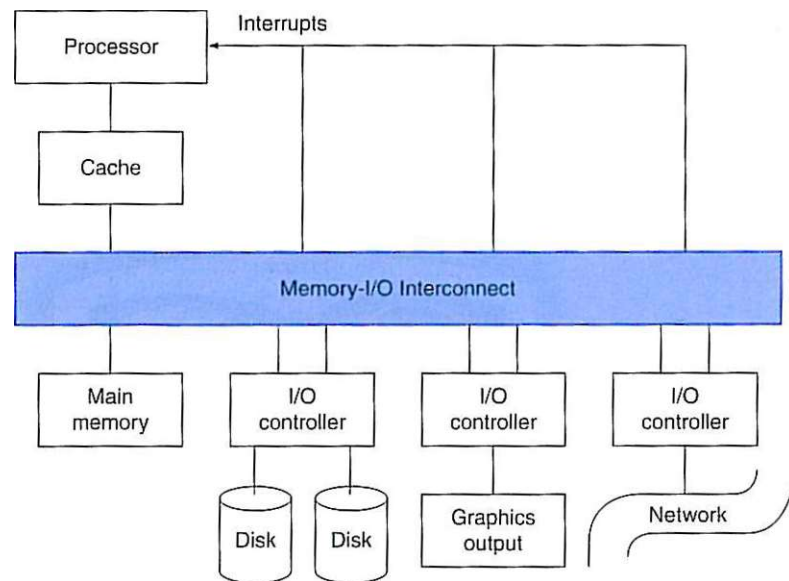 Interrupts
Processor
Cache
Memory-I/O Interconnect
Main
memory
I/O
controller
I/O
controller
I/O
controller
Disk
Disk
Graphics
output
Network